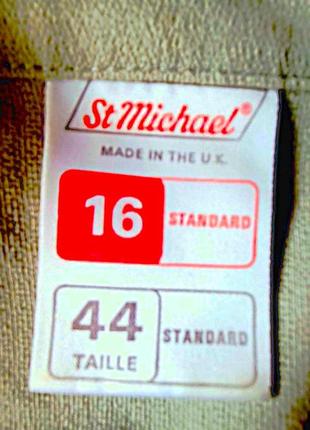 St Michael®
MADE IN THE U.K.
16 STANDARD
44 STANDARD
TAILLE